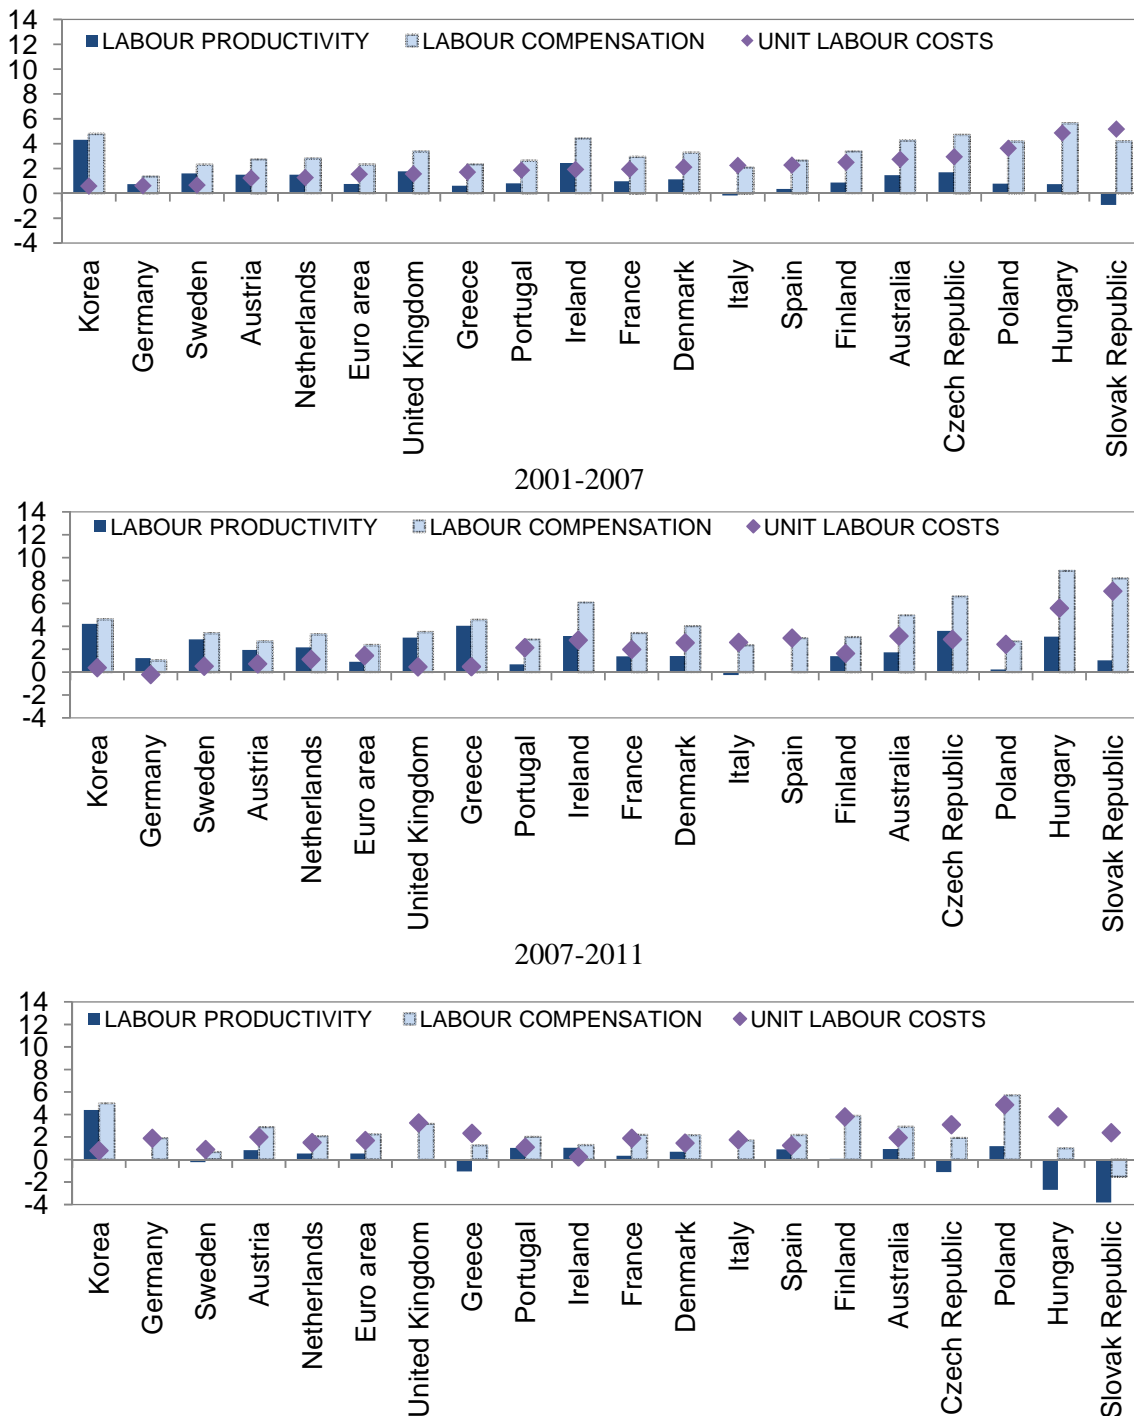 14
12
10
8
6
4
2
0
-2
-4
LABOUR PRODUCTIVITY LABOUR COMPENSATION UNIT LABOUR COSTS
Korea
Germany
Sweden
Austria
Netherlands
Euro area
United Kingdom
Greece
Portugal
Ireland
France
Denmark
Italy
Spain
Finland
Australia
Czech Republic
Poland
Hungary
Slovak Republic
2001-2007
14
12
10
8
6
4
2
0
-2
-4
LABOUR PRODUCTIVITY LABOUR COMPENSATION UNIT LABOUR COSTS
Korea
Germany
Sweden
Austria
Netherlands
Euro area
United Kingdom
Greece
Portugal
Ireland
France
Denmark
Italy
Spain
Finland
Australia
Czech Republic
Poland
Hungary
Slovak Republic
2007-2011
14
12
10
8
6
4
2
0
-2
-4
LABOUR PRODUCTIVITY LABOUR COMPENSATION UNIT LABOUR COSTS
Korea
Germany
Sweden
Austria
Netherlands
Euro area
United Kingdom
Greece
Portugal
Ireland
France
Denmark
Italy
Spain
Finland
Australia
Czech Republic
Poland
Hungary
Slovak Republic